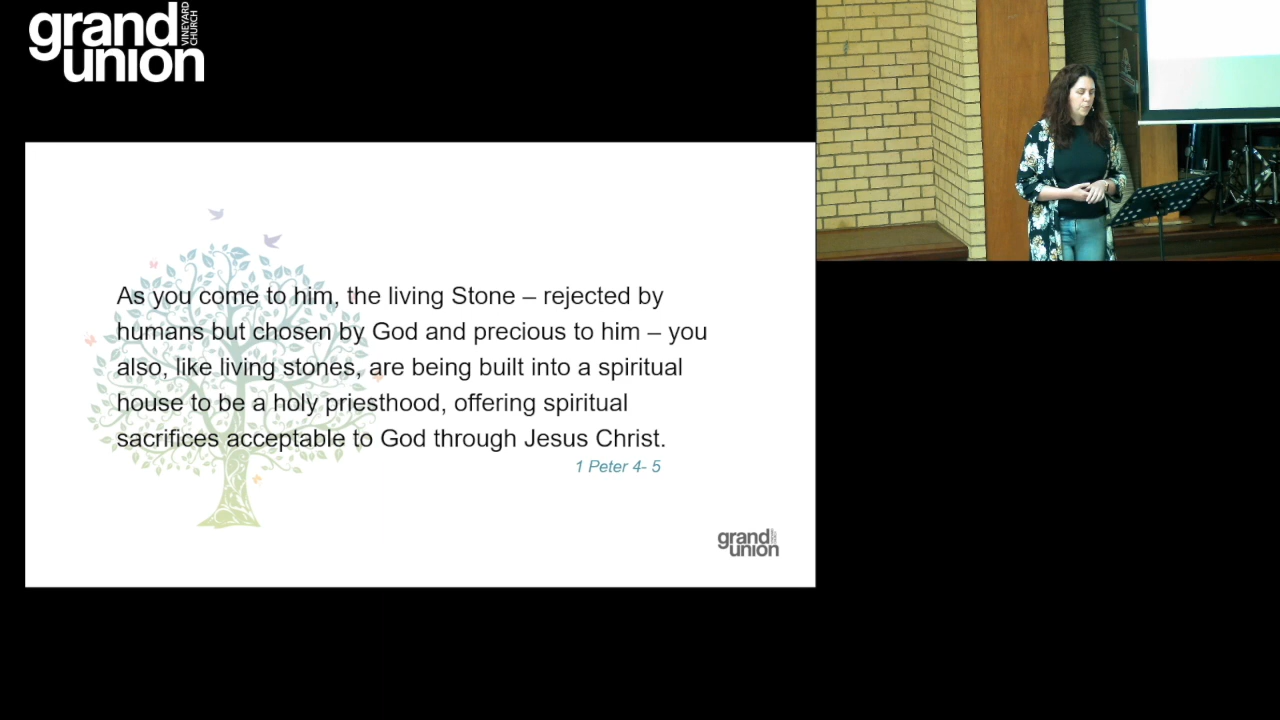 grand
union
VINEYARD
CHURCH
As you come to him, the living Stone – rejected by
humans but chosen by God and precious to him – you
also, like living stones, are being built into a spiritual
house to be a holy priesthood, offering spiritual
sacrifices acceptable to God through Jesus Christ.
1 Peter 4- 5
grand
union